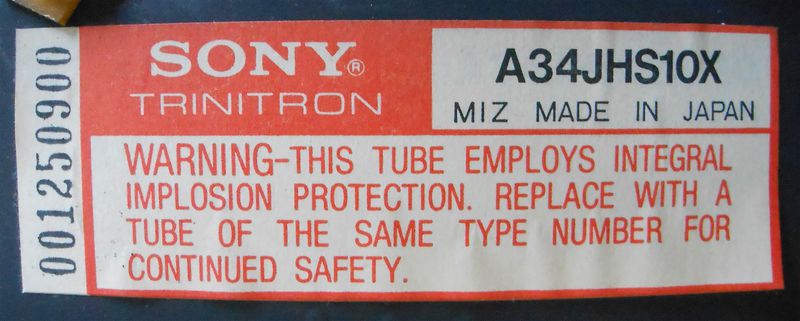 001250900
SONY®
TRINITRON
A34JHS10X
MIZ MADE IN JAPAN
WARNING-THIS TUBE EMPLOYS INTEGRAL
IMPLOSION PROTECTION. REPLACE WITH A
TUBE OF THE SAME TYPE NUMBER FOR
CONTINUED SAFETY.